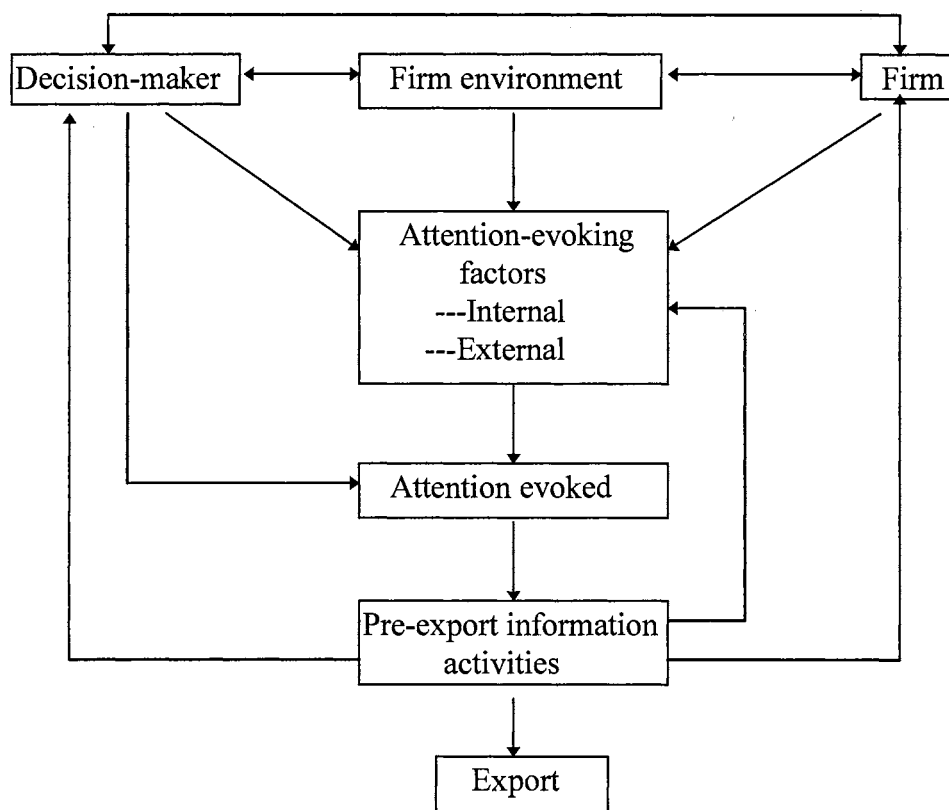 Decision-maker
Firm environment
Firm
Attention-evoking
factors
---Internal
---External
Attention evoked
Pre-export information
activities
Export